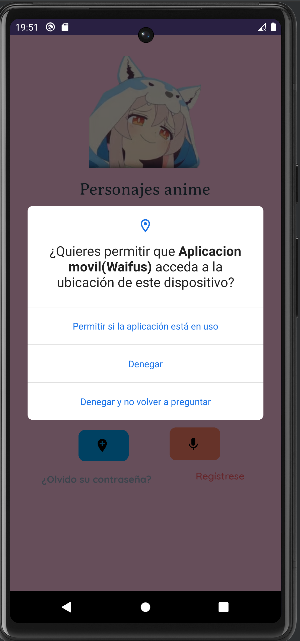 19:51
Personajes anime
¿Quieres permitir que Aplicacion
movil(Waifus) acceda a la
ubicación de este dispositivo?
Permitir si la aplicación está en uso
Denegar
Denegar y no volver a preguntar
¿Olvido su contraseña?
Registrese